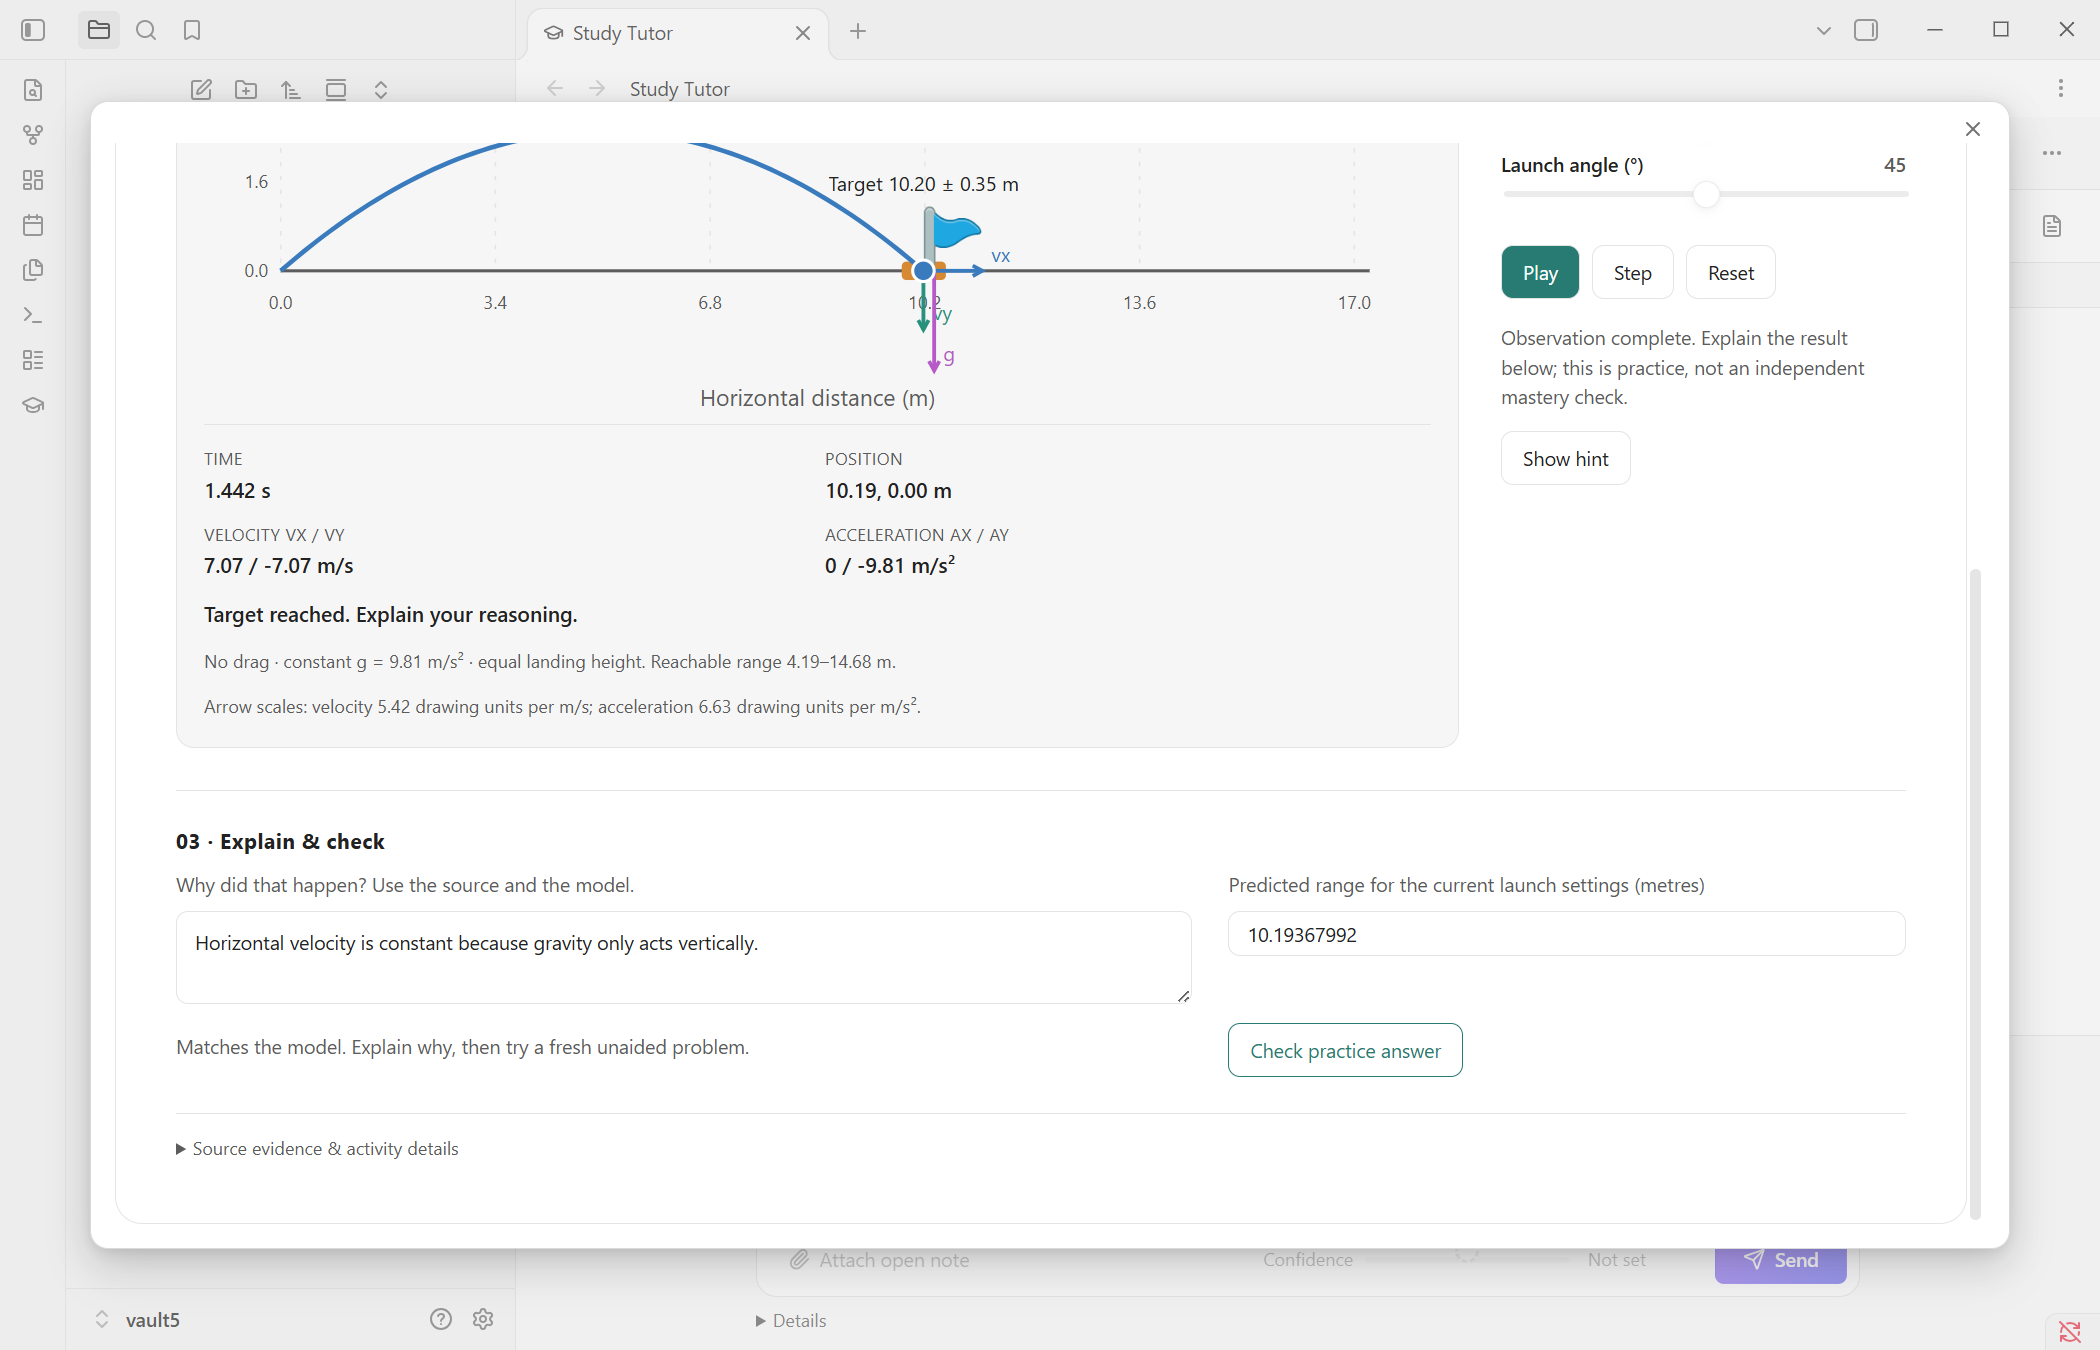 Study Tutor
Study Tutor
1.6
Target 10.20 ± 0.35 m
vx
0.0
0.0
3.4
6.8
10.2
13.6
17.0
vy
g
Horizontal distance (m)
Launch angle (°)
45
Play
Step
Reset
Observation complete. Explain the result
below; this is practice, not an independent
mastery check.
Show hint
TIME
1.442 s
POSITION
10.19, 0.00 m
VELOCITY VX / VY
7.07 / -7.07 m/s
ACCELERATION AX / AY
0 / -9.81 m/s²
Target reached. Explain your reasoning.
No drag · constant g = 9.81 m/s² · equal landing height. Reachable range 4.19–14.68 m.
Arrow scales: velocity 5.42 drawing units per m/s; acceleration 6.63 drawing units per m/s².
03 · Explain & check
Why did that happen? Use the source and the model.
Horizontal velocity is constant because gravity only acts vertically.
Matches the model. Explain why, then try a fresh unaided problem.
Predicted range for the current launch settings (metres)
10.19367992
Check practice answer
Source evidence & activity details
Attach open note
Confidence
Not set
Send
vault5
Details